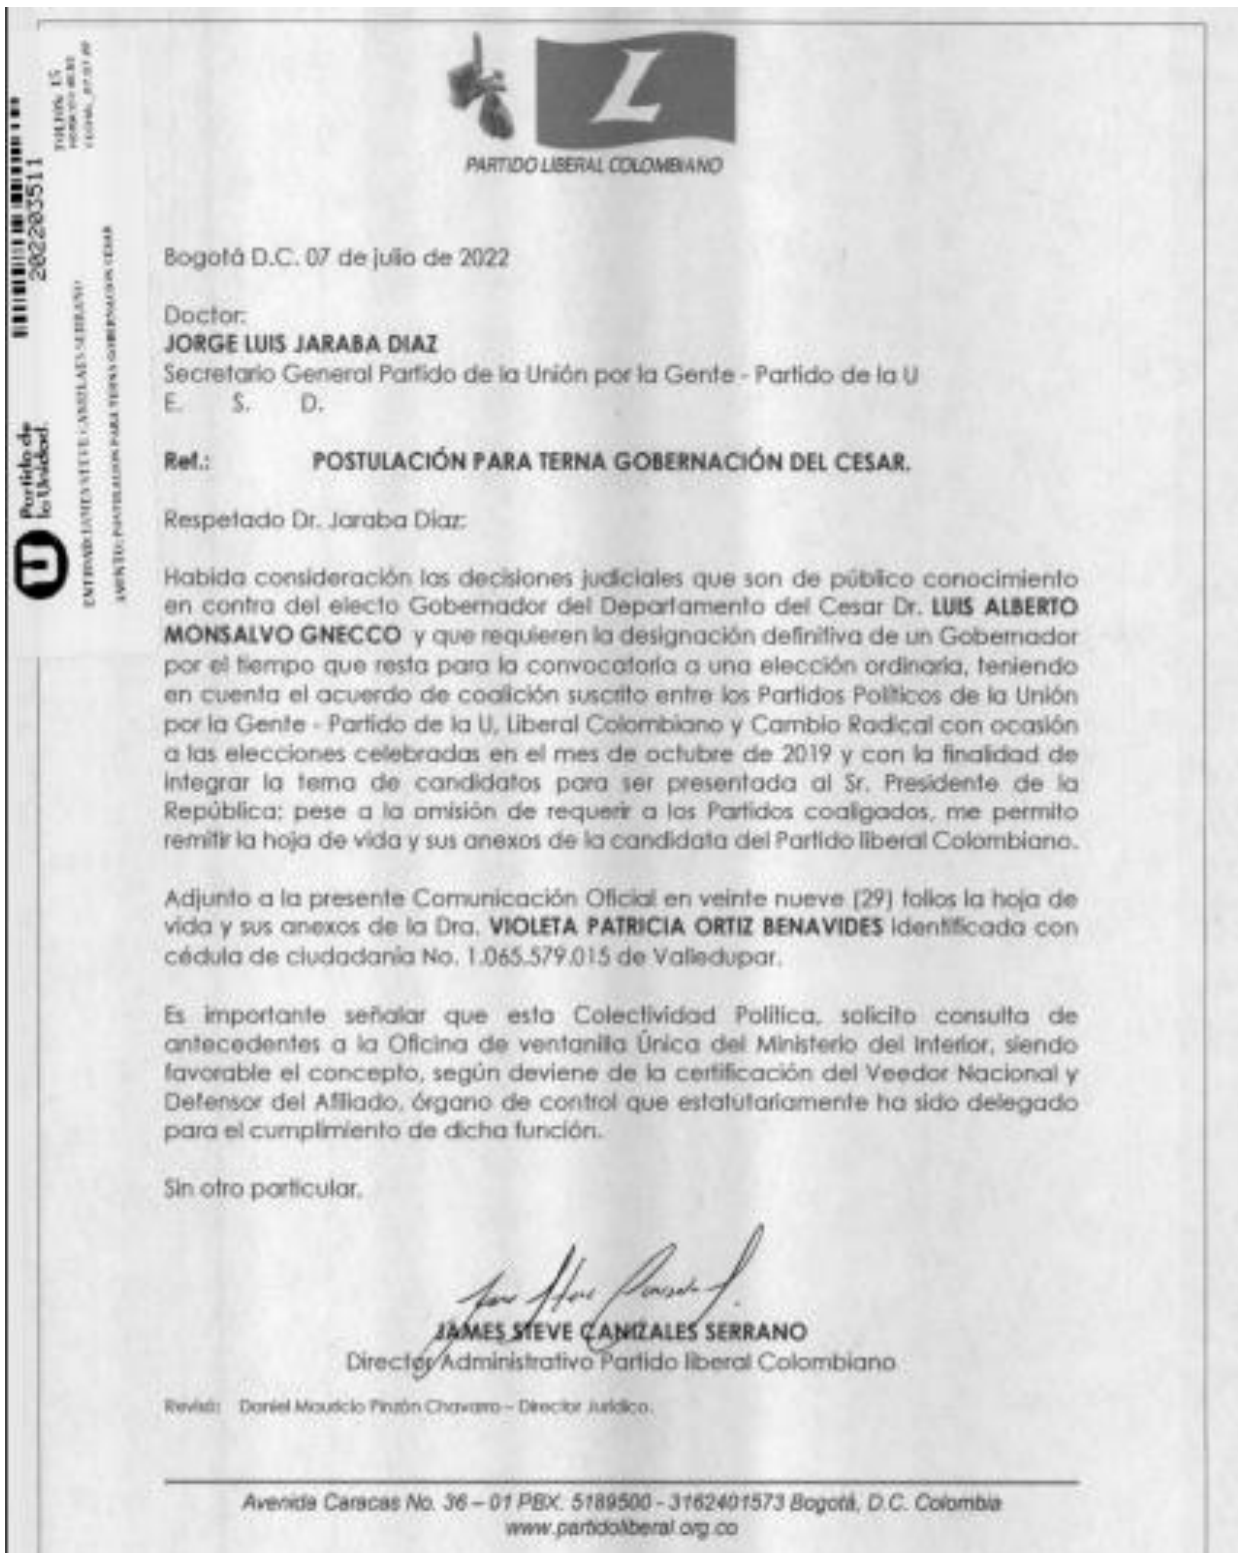 L
PARTIDO LIBERAL COLOMBIANO
202203511
FOLIOS: 15
Partido de
la Unidad.
U
ENTIDAD: JAMES STEVE CANIZALES SERRANO
ASUNTO: POSTULACION PARA TERNA GOBERNACION CESAR
Bogotá D.C. 07 de julio de 2022
Doctor:
JORGE LUIS JARABA DIAZ
Secretario General Partido de la Unión por la Gente - Partido de la U
E. S. D.
Ref.: POSTULACIÓN PARA TERNA GOBERNACIÓN DEL CESAR.
Respetado Dr. Jaraba Díaz:
Habida consideración las decisiones judiciales que son de público conocimiento
en contra del electo Gobernador del Departamento del Cesar Dr. LUIS ALBERTO
MONSALVO GNECCO y que requieren la designación definitiva de un Gobernador
por el tiempo que resta para la convocatoria a una elección ordinaria, teniendo
en cuenta el acuerdo de coalición suscrito entre los Partidos Políticos de la Unión
por la Gente - Partido de la U, Liberal Colombiano y Cambio Radical con ocasión
a las elecciones celebradas en el mes de octubre de 2019 y con la finalidad de
integrar la terna de candidatos para ser presentada al Sr. Presidente de la
República; pese a la omisión de requerir a los Partidos coaligados, me permito
remitir la hoja de vida y sus anexos de la candidata del Partido liberal Colombiano.
Adjunto a la presente Comunicación Oficial en veinte nueve (29) folios la hoja de
vida y sus anexos de la Dra. VIOLETA PATRICIA ORTIZ BENAVIDES identificada con
cédula de ciudadanía No. 1.065.579.015 de Valledupar.
Es importante señalar que esta Colectividad Política, solicito consulta de
antecedentes a la Oficina de ventanilla Única del Ministerio del Interior, siendo
favorable el concepto, según deviene de la certificación del Veedor Nacional y
Defensor del Afiliado, órgano de control que estatutariamente ha sido delegado
para el cumplimiento de dicha función.
Sin otro particular,
JAMES STEVE CANIZALES SERRANO
Director Administrativo Partido liberal Colombiano
Revisó: Daniel Mauricio Pinzón Chavarro – Director Jurídico.
Avenida Caracas No. 36 – 01 PBX. 5189500 - 3162401573 Bogotá, D.C. Colombia
www.partidoliberal.org.co